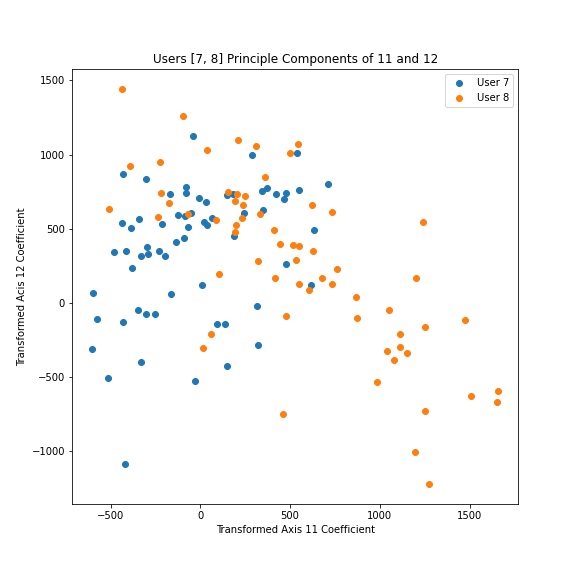 Users [7, 8] Principle Components of 11 and 12
User 7
User 8
1500
1000
500
0
−500
−1000
Transformed Acis 12 Coefficient
−500
0
500
1000
1500
Transformed Axis 11 Coefficient